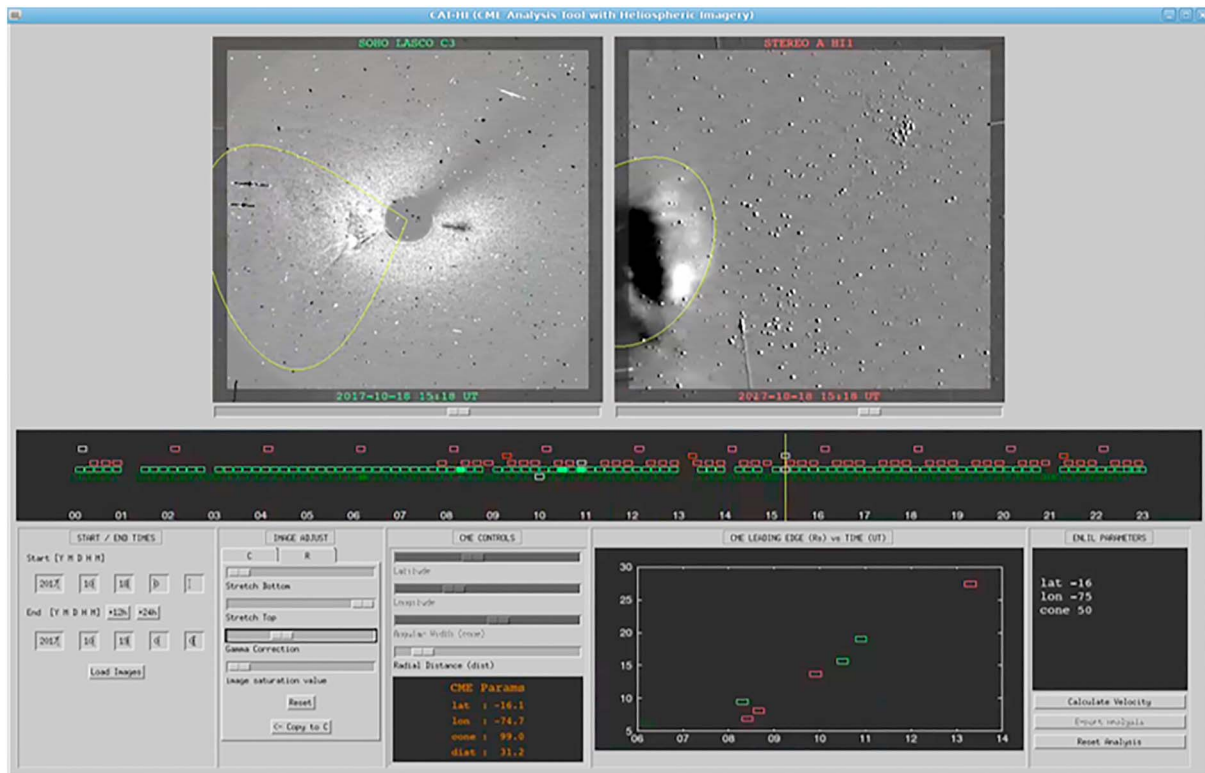 CAT-HI (CME Analysis Tool with Heliospheric Imagery)
SOHO LASCO C3
STEREO A HI1
2017-10-18 15:18 UT
2017-10-18 15:18 UT
00 01 02 03 04 05 06 07 08 09 10 11 12 13 14 15 16 17 18 19 20 21 22 23
START / END TIMES
Start [Y M D H M]
2017 10 18 0
End [Y M D H M] +12h +24h
2017 10 19 0 0
Load Images
IMAGE ADJUST
C R
Stretch Bottom
Stretch Top
Gamma Correction
image saturation value
Reset
<- Copy to C
CME CONTROLS
Latitude
Longitude
Angular Width (cone)
Radial Distance (dist)
CME Params
lat : -16.1
lon : -74.7
cone : 99.0
dist : 31.2
CME LEADING EDGE (Rs) vs TIME (UT)
30
25
20
15
10
5
06 07 08 09 10 11 12 13 14
ENLIL PARAMETERS
lat -16
lon -75
cone 50
Calculate Velocity
Export Analysis
Reset Analysis